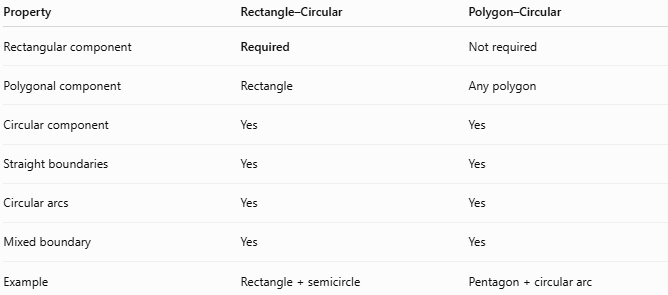 Property Rectangle–Circular Polygon–Circular
Rectangular component Required Not required
Polygonal component Rectangle Any polygon
Circular component Yes Yes
Straight boundaries Yes Yes
Circular arcs Yes Yes
Mixed boundary Yes Yes
Example Rectangle + semicircle Pentagon + circular arc